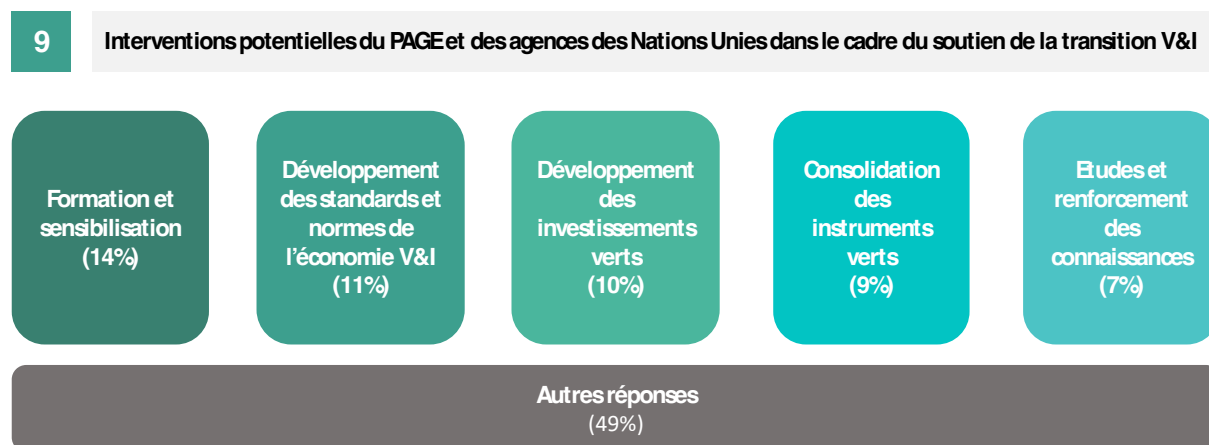 9
Interventions potentielles du PAGE et des agences des Nations Unies dans le cadre du soutien de la transition V&I
Formation et
sensibilisation
(14%)
Développement
des standards et
normes de
l'économie V&I
(11%)
Développement
des
investissements
verts
(10%)
Consolidation
des
instruments
verts
(9%)
Etudes et
renforcement
des
connaissances
(7%)
Autres réponses
(49%)